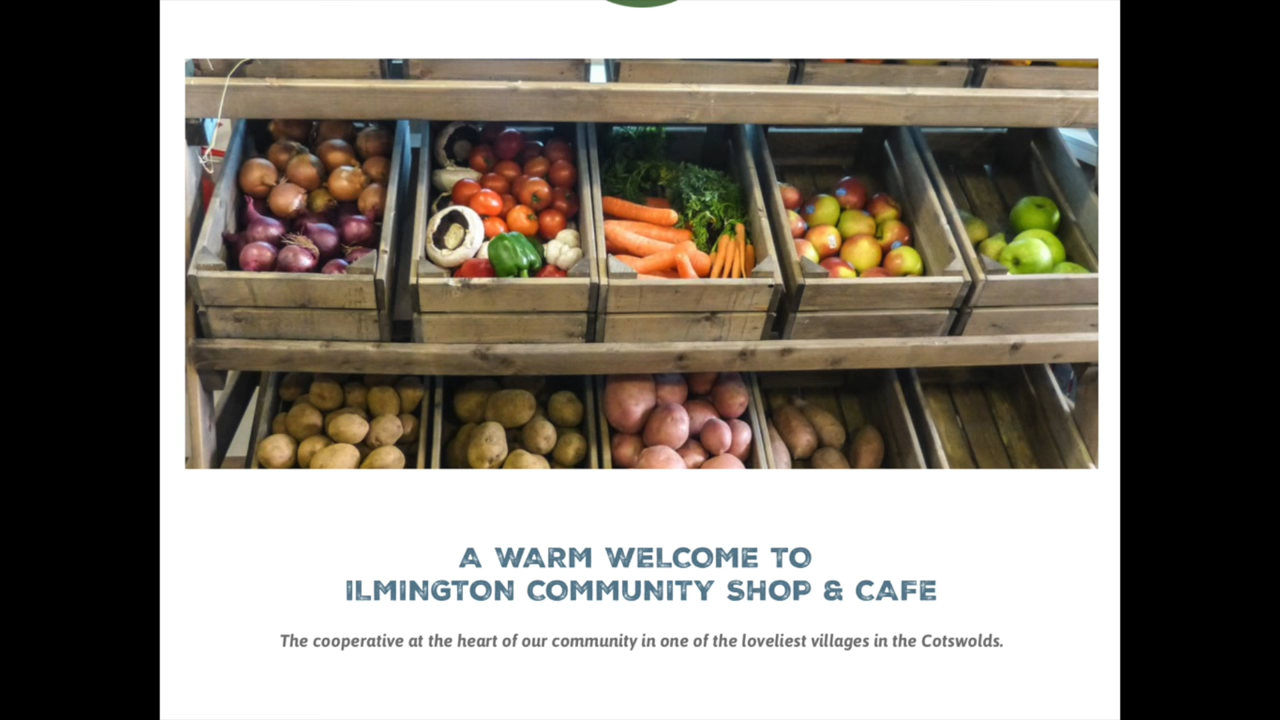 A WARM WELCOME TO
ILMINGTON COMMUNITY SHOP & CAFE
The cooperative at the heart of our community in one of the loveliest villages in the Cotswolds.